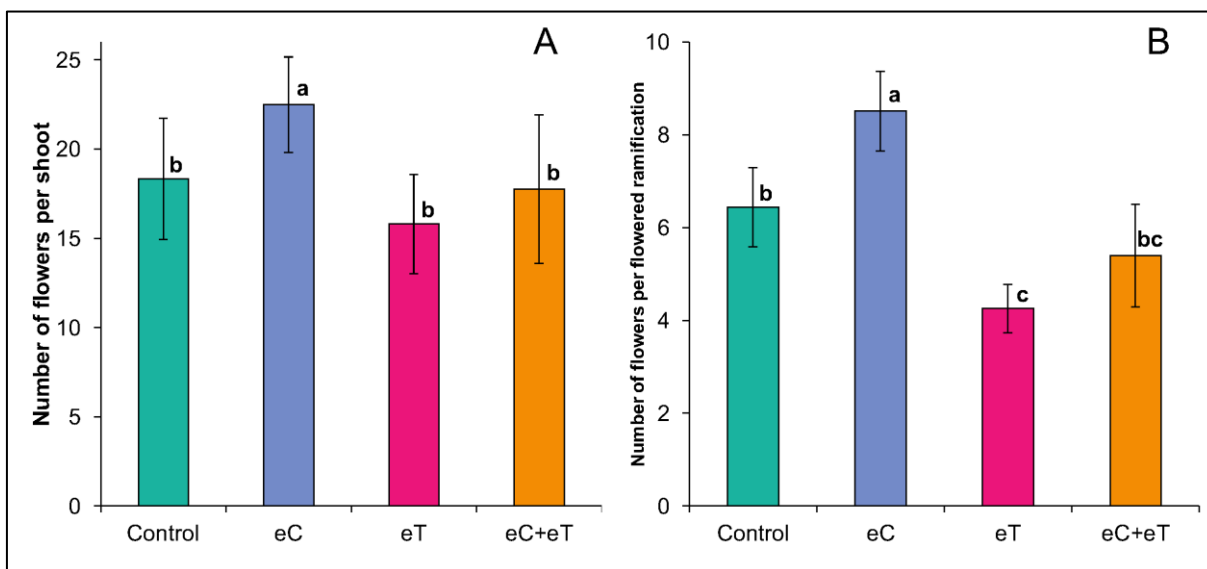 A
Number of flowers per shoot
25
20
15
10
5
0
b
a
b
b
Control eC eT eC+eT
B
Number of flowers per flowered ramification
10
8
6
4
2
0
b
a
c
bc
Control eC eT eC+eT